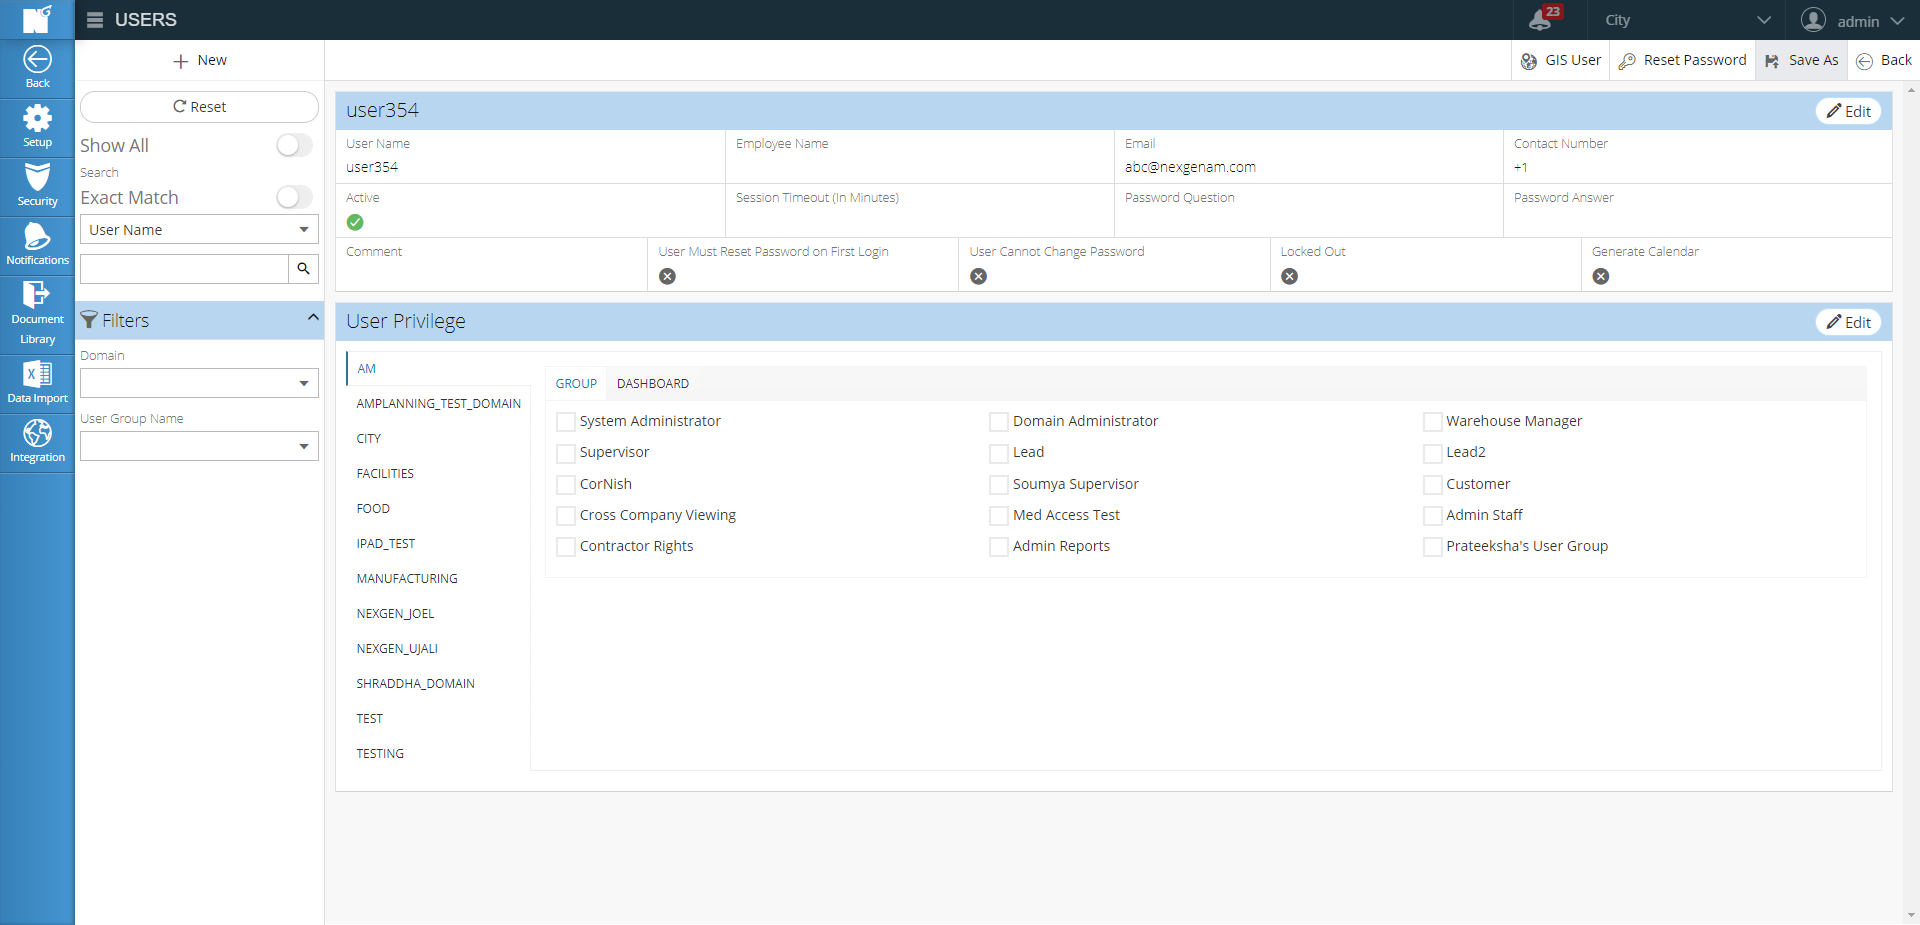 USERS
23
City
admin
Back
Setup
Security
Notifications
Document
Library
Data Import
Integration
New
Reset
Show All
Search
Exact Match
User Name
Filters
Domain
User Group Name
GIS User
Reset Password
Save As
Back
user354
Edit
User Name
user354
Employee Name
Email
abc@nexgenam.com
Contact Number
+1
Active
Session Timeout (In Minutes)
Password Question
Password Answer
Comment
User Must Reset Password on First Login
User Cannot Change Password
Locked Out
Generate Calendar
User Privilege
Edit
AM
AMPLANNING_TEST_DOMAIN
CITY
FACILITIES
FOOD
IPAD_TEST
MANUFACTURING
NEXGEN_JOEL
NEXGEN_UJALI
SHRADDHA_DOMAIN
TEST
TESTING
GROUP DASHBOARD
System Administrator
Domain Administrator
Warehouse Manager
Supervisor
Lead
Lead2
CorNish
Soumya Supervisor
Customer
Cross Company Viewing
Med Access Test
Admin Staff
Contractor Rights
Admin Reports
Prateeksha's User Group